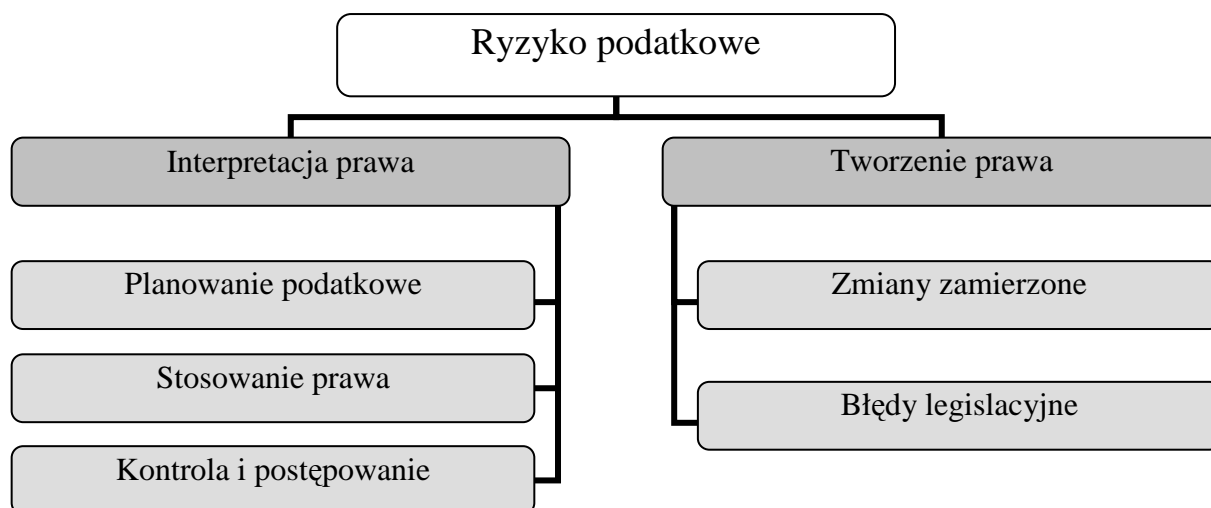 Ryzyko podatkowe
Interpretacja prawa
Tworzenie prawa
Planowanie podatkowe
Zmiany zamierzone
Stosowanie prawa
Błędy legislacyjne
Kontrola i postępowanie